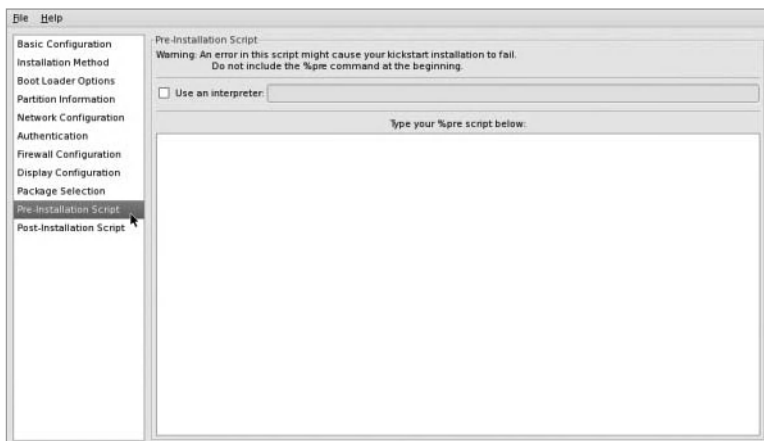 File Help
Basic Configuration
Installation Method
Boot Loader Options
Partition Information
Network Configuration
Authentication
Firewall Configuration
Display Configuration
Package Selection
Pre-Installation Script
Post-Installation Script
Pre-Installation Script
Warning: An error in this script might cause your kickstart installation to fail.
Do not include the %pre command at the beginning.
Use an interpreter:
Type your %pre script below: